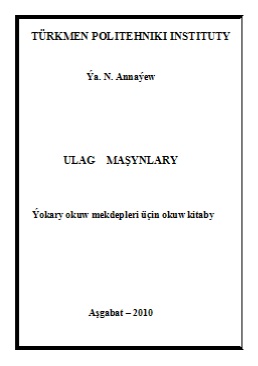 TÜRKMEN POLITEHNIKI INSTITUTY
Ýa. N. Annaýew
ULAG MAŞYNLARY
Ýokary okuw mekdepleri üçin okuw kitaby
Aşgabat – 2010